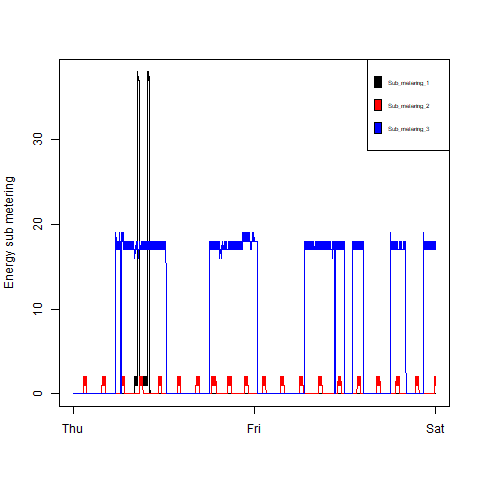 Sub_metering_1
Sub_metering_2
Sub_metering_3
Energy sub metering
30
20
10
0
Thu
Fri
Sat